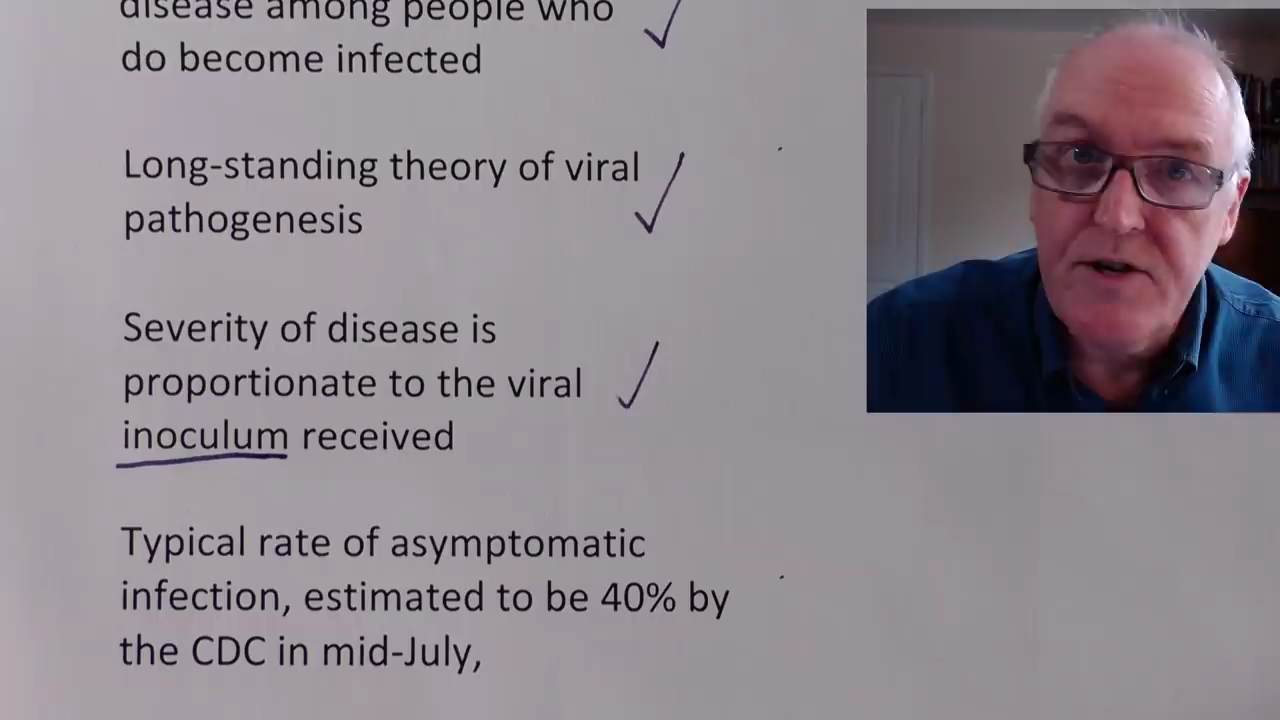 disease among people who
do become infected
Long-standing theory of viral
pathogenesis
Severity of disease is
proportionate to the viral
inoculum received
Typical rate of asymptomatic
infection, estimated to be 40% by
the CDC in mid-July,